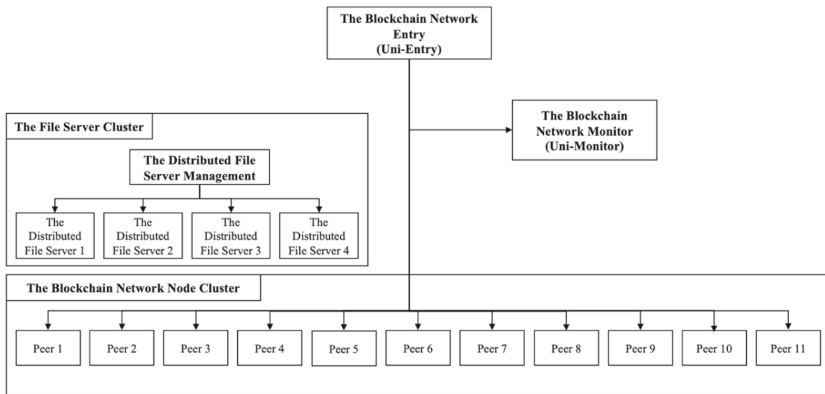 The Blockchain Network
Entry
(Uni-Entry)
The Blockchain
Network Monitor
(Uni-Monitor)
The File Server Cluster
The Distributed File
Server Management
The
Distributed
File Server 1
The
Distributed
File Server 2
The
Distributed
File Server 3
The
Distributed
File Server 4
The Blockchain Network Node Cluster
Peer 1
Peer 2
Peer 3
Peer 4
Peer 5
Peer 6
Peer 7
Peer 8
Peer 9
Peer 10
Peer 11